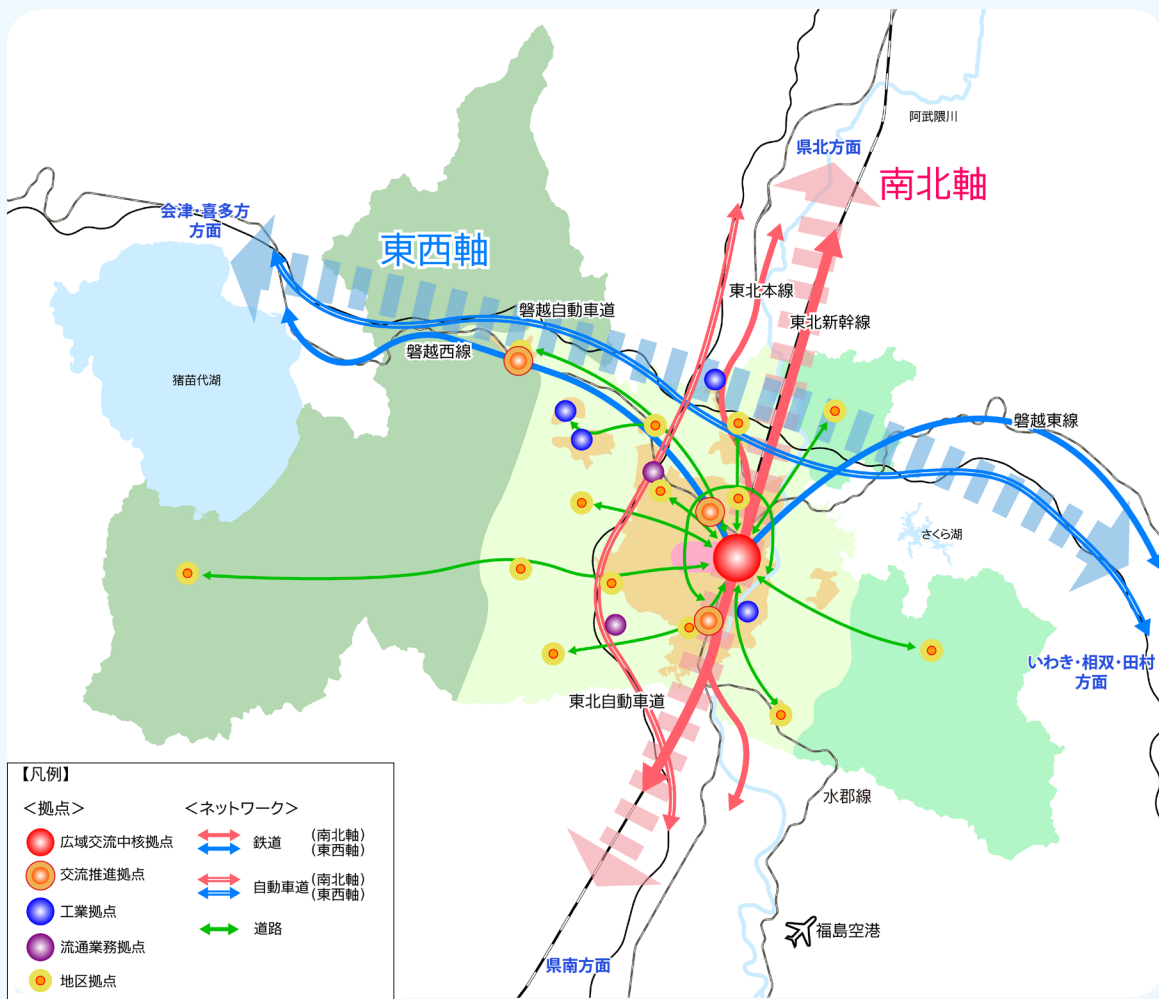 阿武隈川
県北方面
南北軸
会津・喜多方
方面
東西軸
東北本線
磐越自動車道
東北新幹線
磐越西線
猪苗代湖
磐越東線
さくら湖
いわき・相双・田村
方面
東北自動車道
水郡線
福島空港
県南方面
【凡例】
＜拠点＞
広域交流中核拠点
交流推進拠点
工業拠点
流通業務拠点
地区拠点
＜ネットワーク＞
鉄道 (南北軸)
(東西軸)
自動車道 (南北軸)
(東西軸)
道路